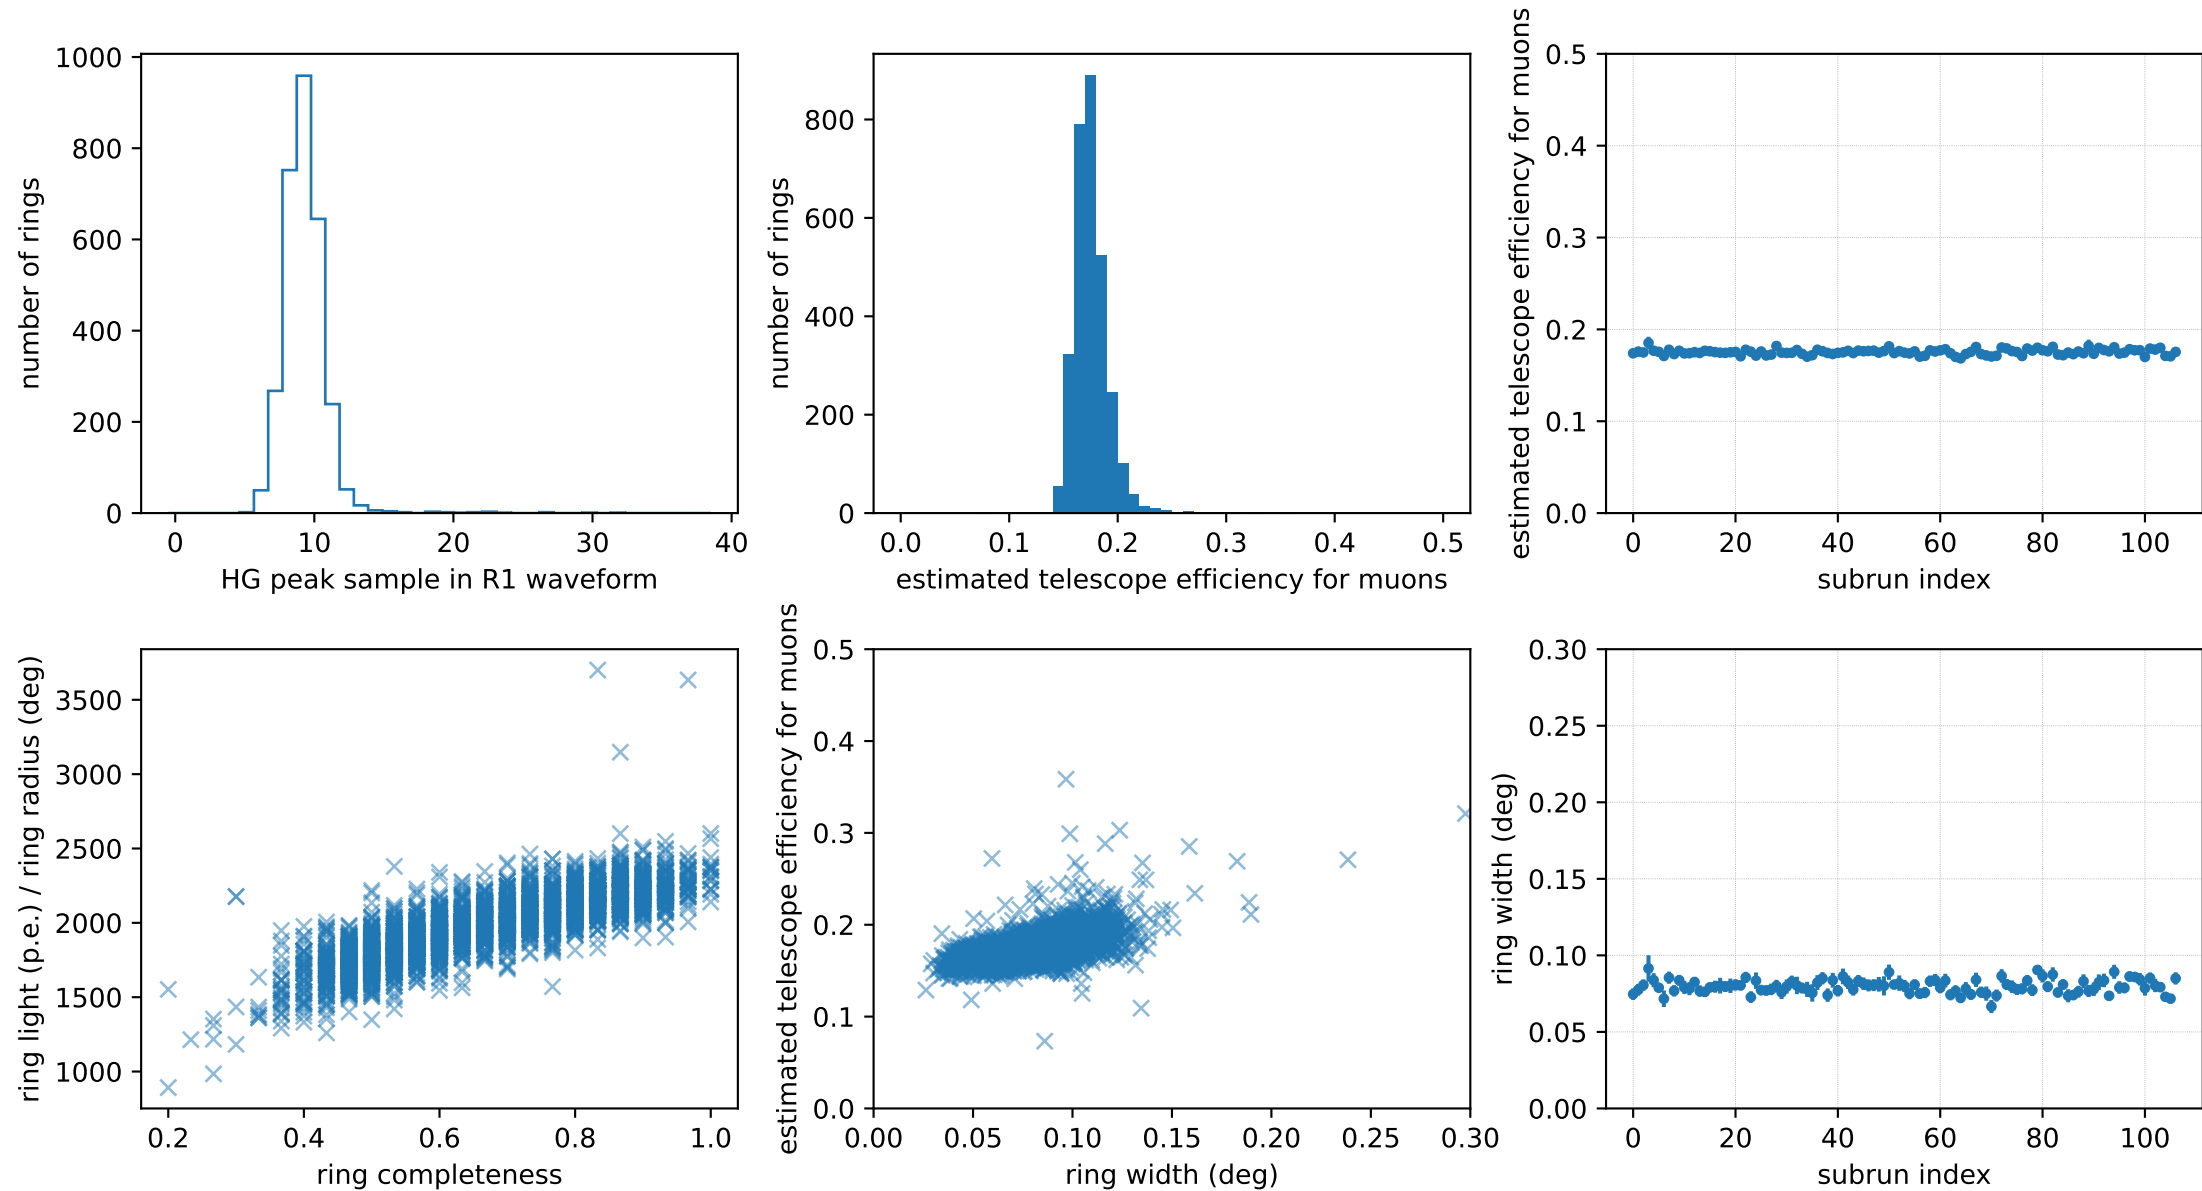 1000
800
600
400
200
0
number of rings
0 10 20 30 40
HG peak sample in R1 waveform
800
600
400
200
0
number of rings
0.0 0.1 0.2 0.3 0.4 0.5
estimated telescope efficiency for muons
0.5
0.4
0.3
0.2
0.1
0.0
estimated telescope efficiency for muons
0 20 40 60 80 100
subrun index
3500
3000
2500
2000
1500
1000
ring light (p.e.) / ring radius (deg)
0.2 0.4 0.6 0.8 1.0
ring completeness
0.5
0.4
0.3
0.2
0.1
0.0
estimated telescope efficiency for muons
0.00 0.05 0.10 0.15 0.20 0.25 0.30
ring width (deg)
0.30
0.25
0.20
0.15
0.10
0.05
0.00
ring width (deg)
0 20 40 60 80 100
subrun index